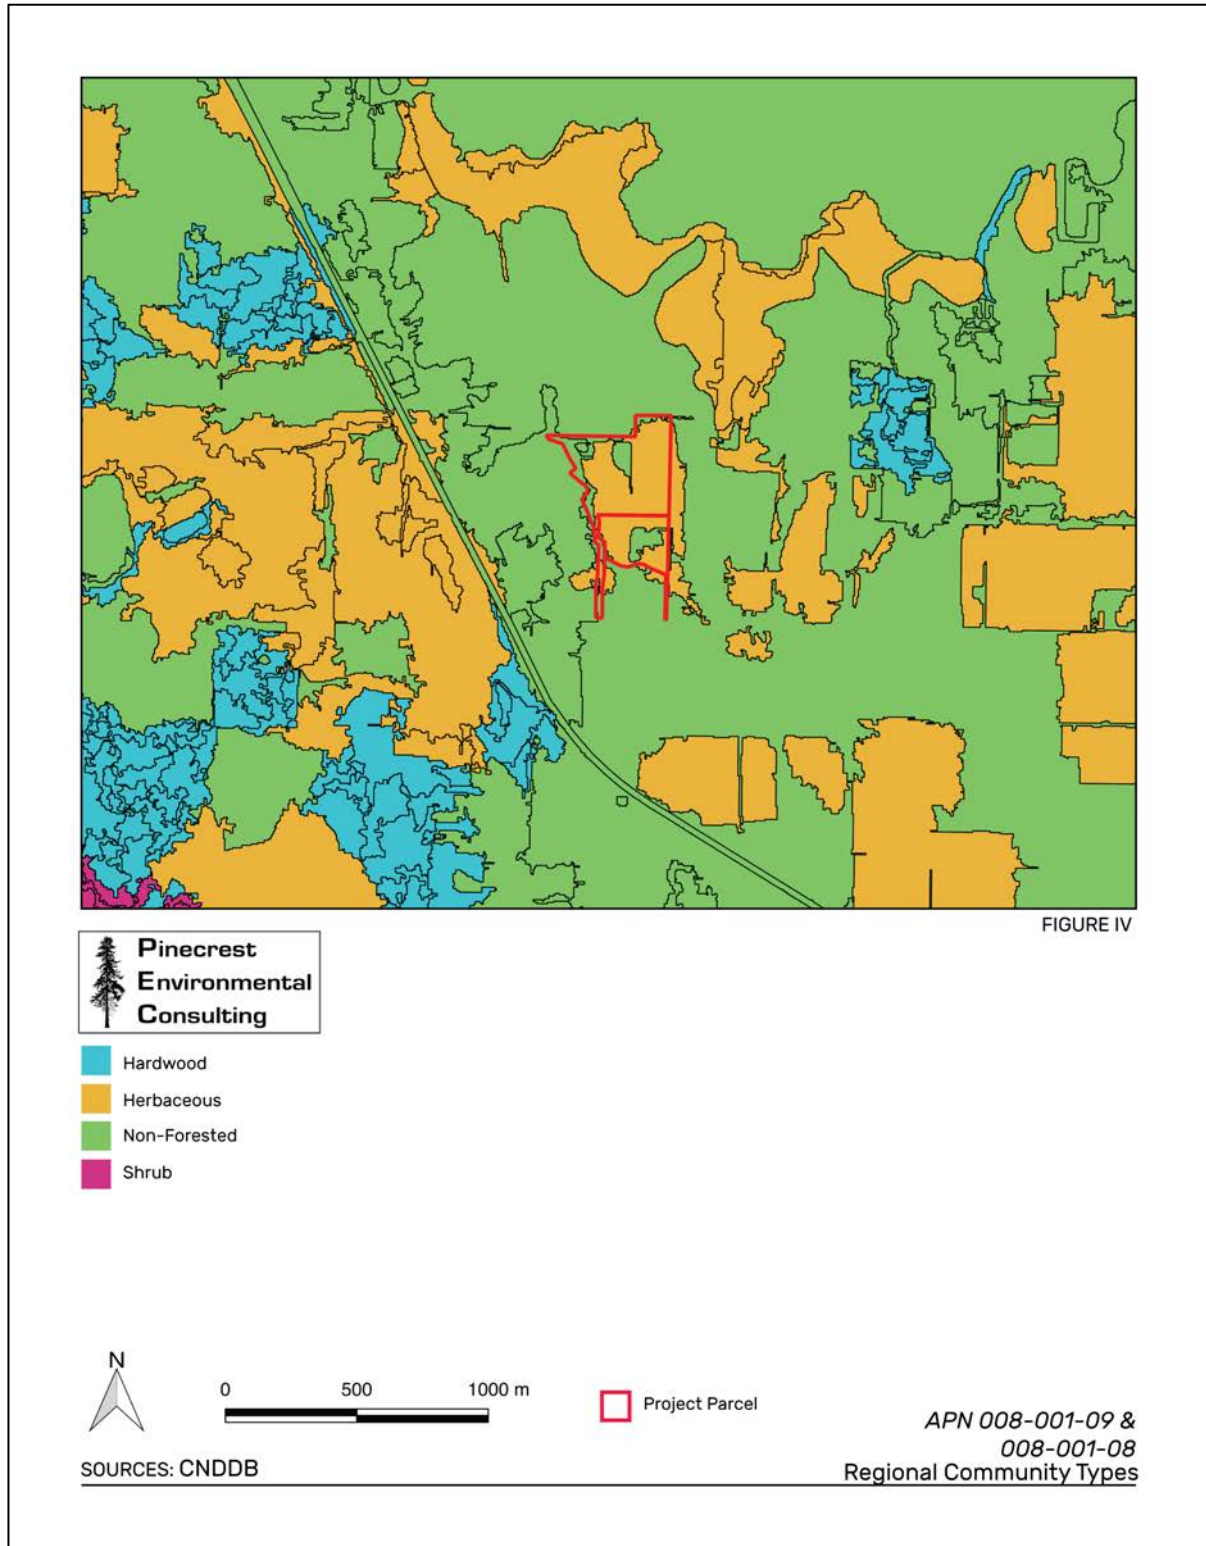 FIGURE IV
Pinecrest
Environmental
Consulting
Hardwood
Herbaceous
Non-Forested
Shrub
N
0 500 1000 m
Project Parcel
APN 008-001-09 &
008-001-08
SOURCES: CNDDB
Regional Community Types